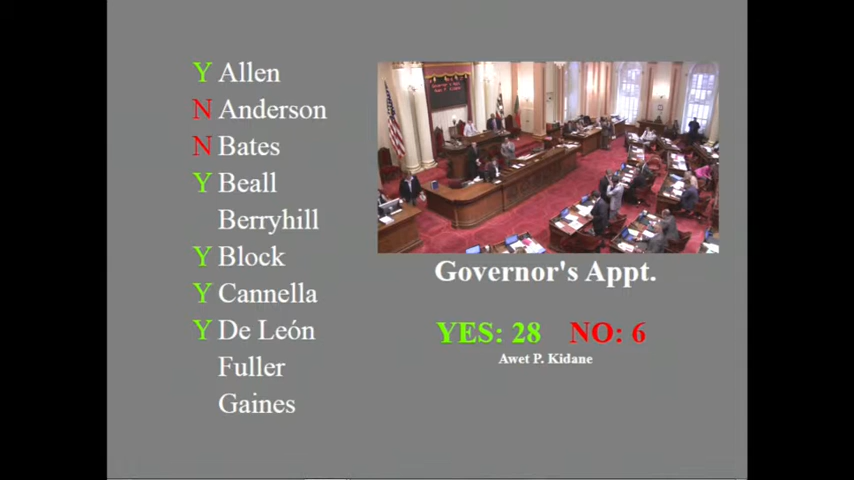 Y Allen
N Anderson
N Bates
Y Beall
Berryhill
Y Block
Y Cannella
Y De León
Fuller
Gaines
Governor's Appt.
YES: 28 NO: 6
Awet P. Kidane